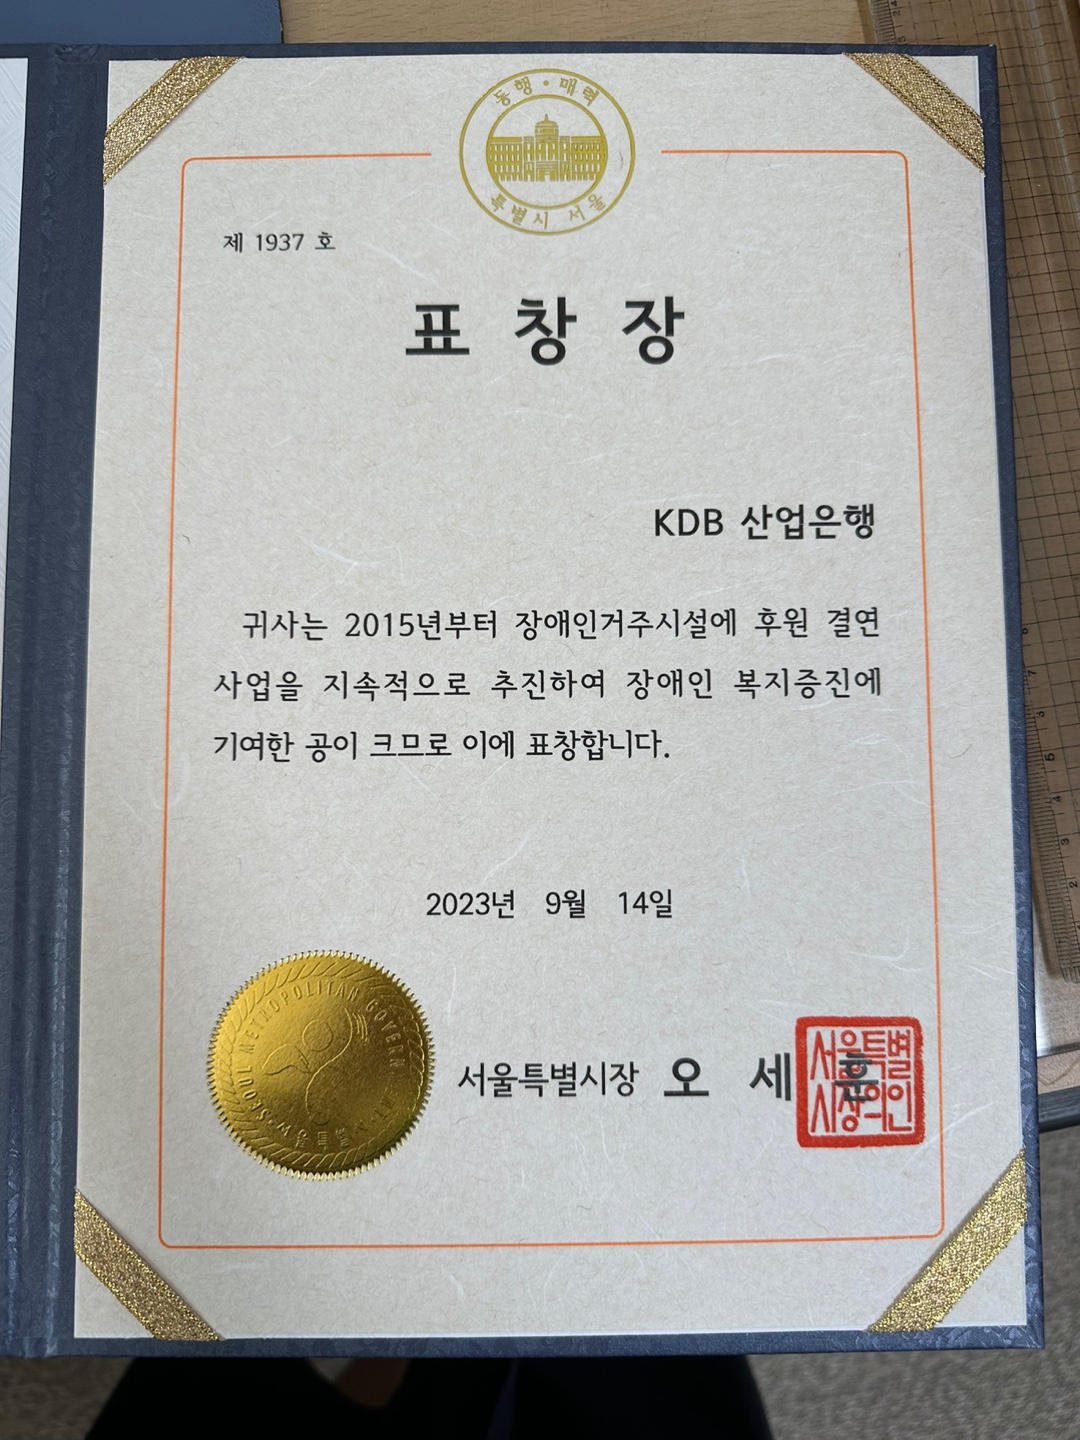 동행·매력
특별시 서울
제 1937 호
표 창 장
KDB 산업은행
귀사는 2015년부터 장애인거주시설에 후원 결연
사업을 지속적으로 추진하여 장애인 복지증진에
기여한 공이 크므로 이에 표창합니다.
2023년 9월 14일
SEOUL METROPOLITAN GOVERN
서울특별시장 오 세 훈
서울특별
시장의인